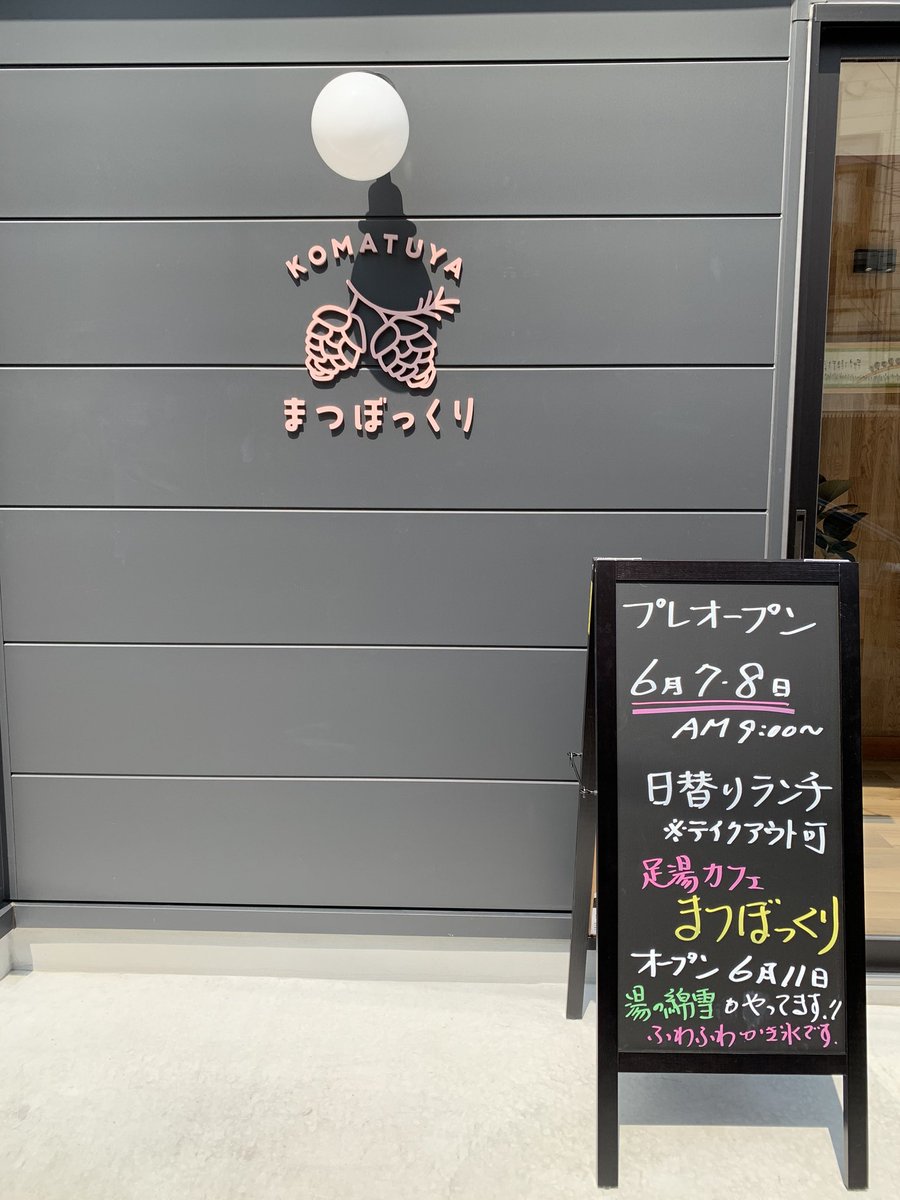 KOMATUYA
まつぼっくり
プレオープン
6月7・8日
AM9:00〜
日替りランチ
※テイクアウト可
足湯カフェ
まつぼっくり
オープン6月11日
湯の綿雪もやってます!!
ふわふわかき氷です。